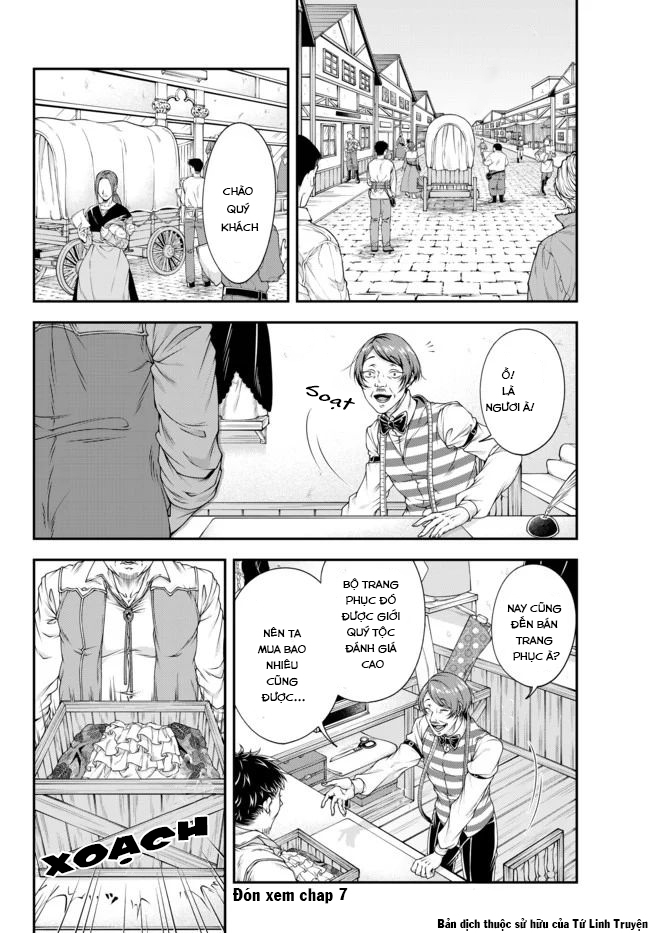 CHÀO
QUÝ
KHÁCH
Ồ!
LÀ
NGƯƠI À!
Soạt
NAY CŨNG
ĐẾN BÁN
TRANG
PHỤC À?
BỘ TRANG
PHỤC ĐÓ
ĐƯỢC GIỚI
QUÝ TỘC
ĐÁNH GIÁ
CAO
NÊN TA
MUA BAO
NHIÊU
CŨNG
ĐƯỢC...
XOẠCH
Đón xem chap 7
Bản dịch thuộc sử hữu của Tứ Linh Truyện